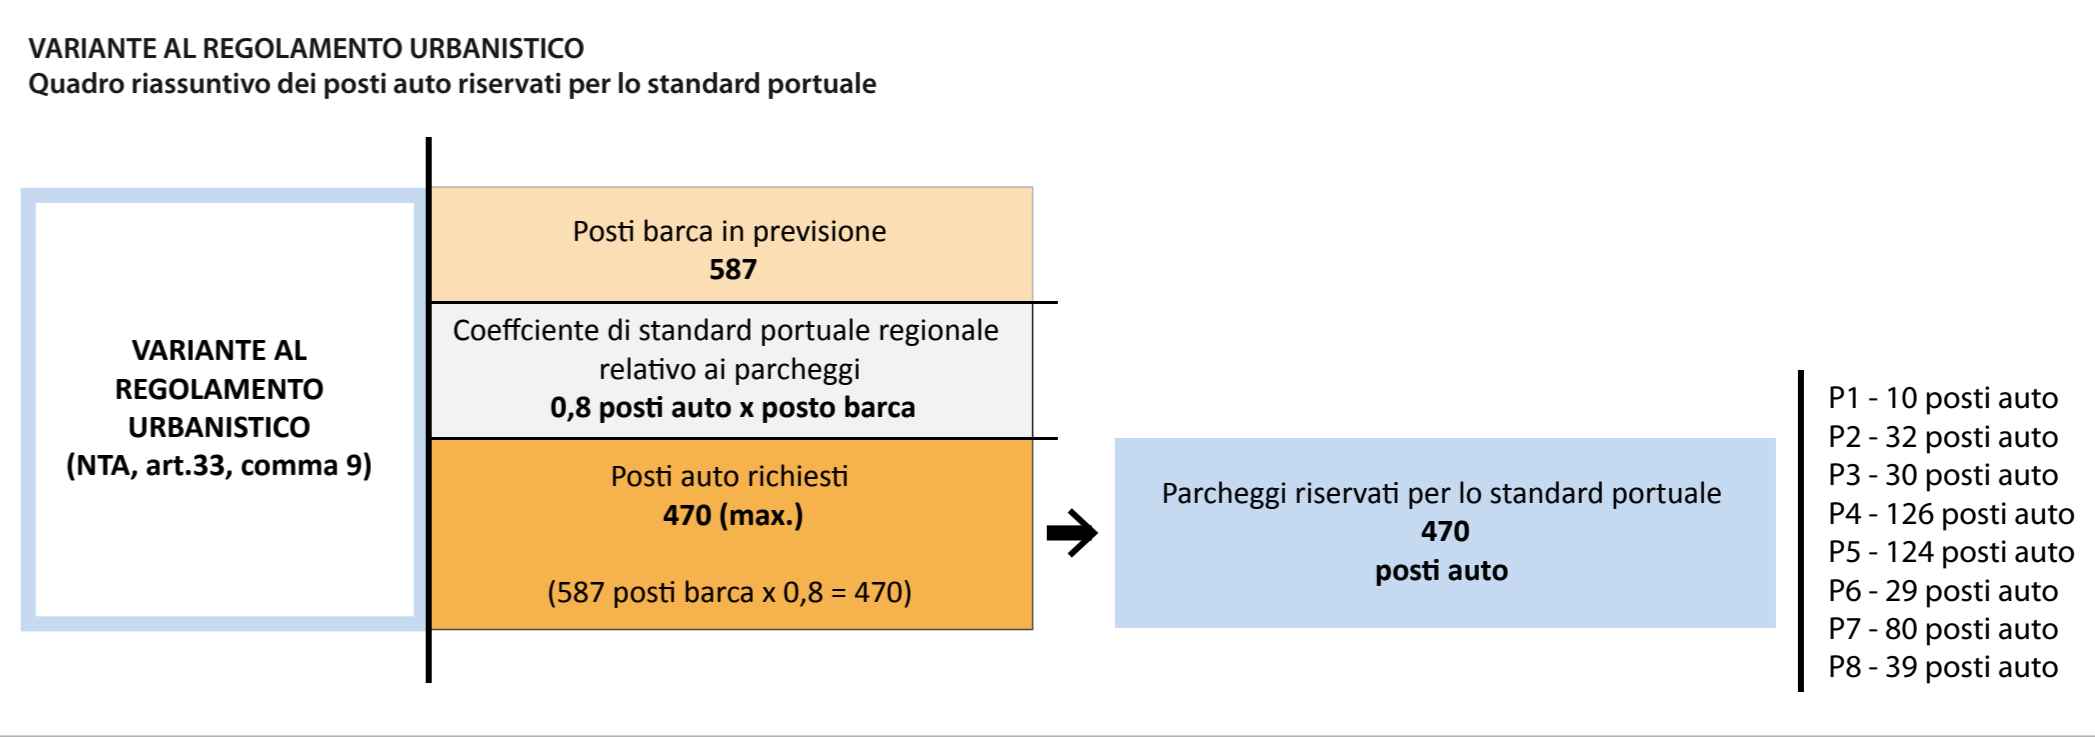 VARIANTE AL REGOLAMENTO URBANISTICO
Quadro riassuntivo dei posti auto riservati per lo standard portuale
VARIANTE AL
REGOLAMENTO
URBANISTICO
(NTA, art.33, comma 9)
Posti barca in previsione
587
Coeffciente di standard portuale regionale
relativo ai parcheggi
0,8 posti auto x posto barca
Posti auto richiesti
470 (max.)
(587 posti barca x 0,8 = 470)
Parcheggi riservati per lo standard portuale
470
posti auto
P1 - 10 posti auto
P2 - 32 posti auto
P3 - 30 posti auto
P4 - 126 posti auto
P5 - 124 posti auto
P6 - 29 posti auto
P7 - 80 posti auto
P8 - 39 posti auto